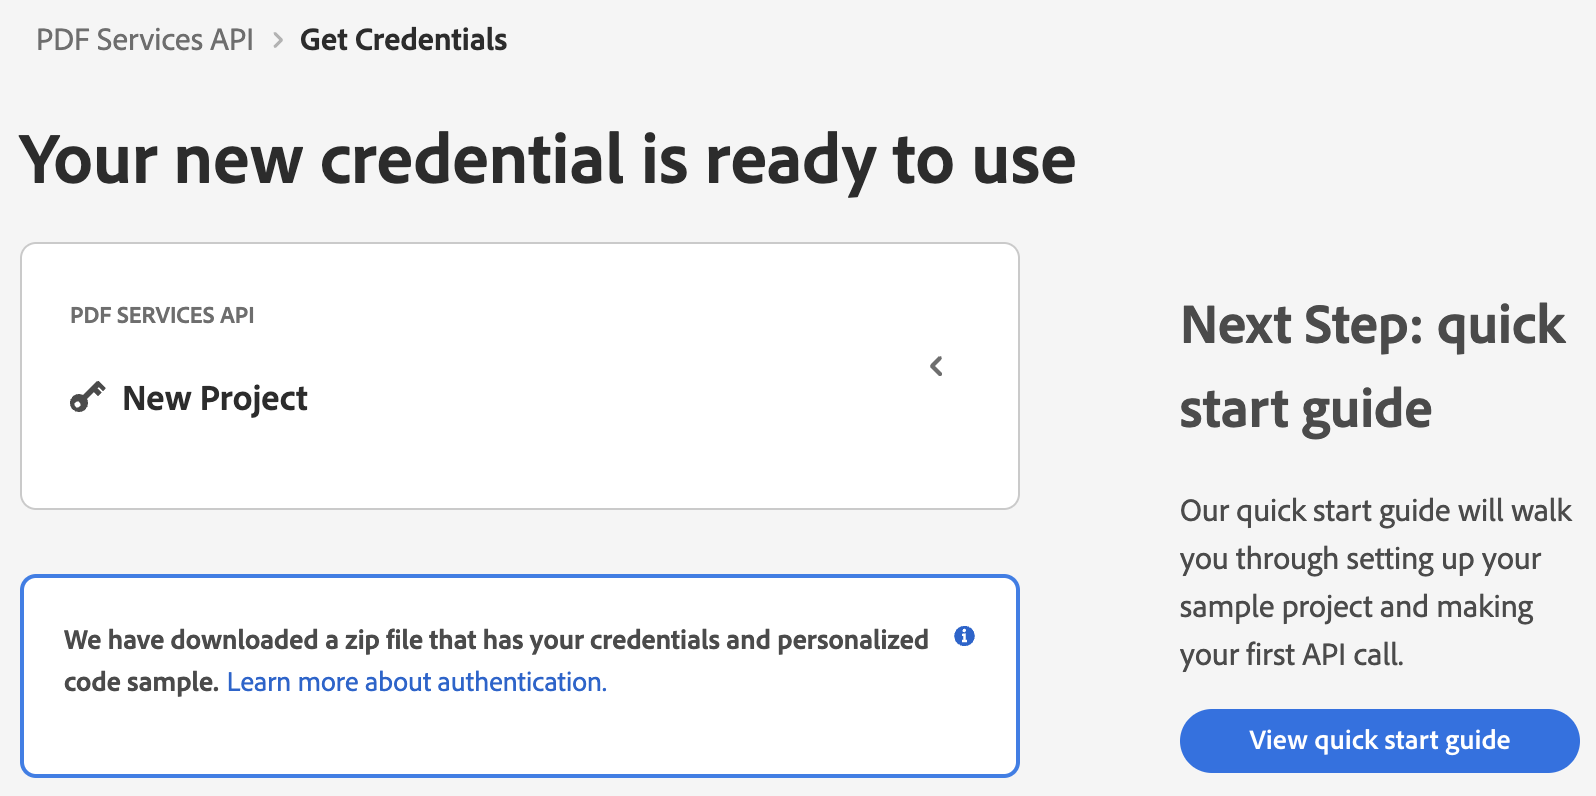 PDF Services API > Get Credentials
Your new credential is ready to use
PDF SERVICES API
New Project
We have downloaded a zip file that has your credentials and personalized
code sample. Learn more about authentication.
Next Step: quick
start guide
Our quick start guide will walk
you through setting up your
sample project and making
your first API call.
View quick start guide